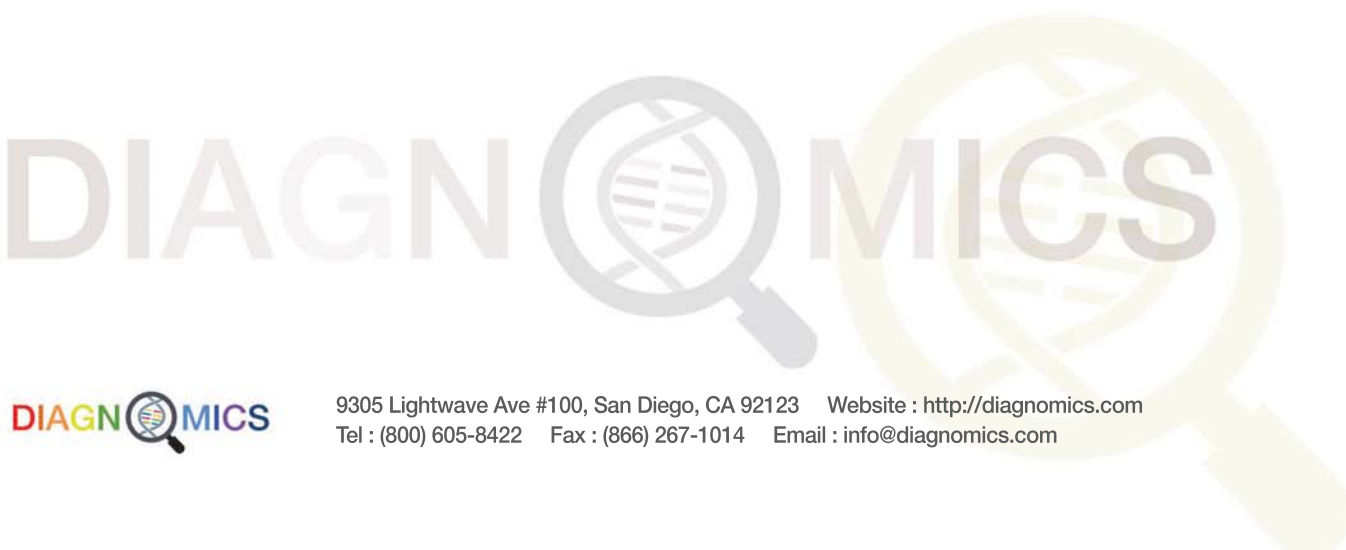 DIAGNOMICS
DIAGNOMICS
9305 Lightwave Ave #100, San Diego, CA 92123 Website : http://diagnomics.com
Tel : (800) 605-8422 Fax : (866) 267-1014 Email : info@diagnomics.com